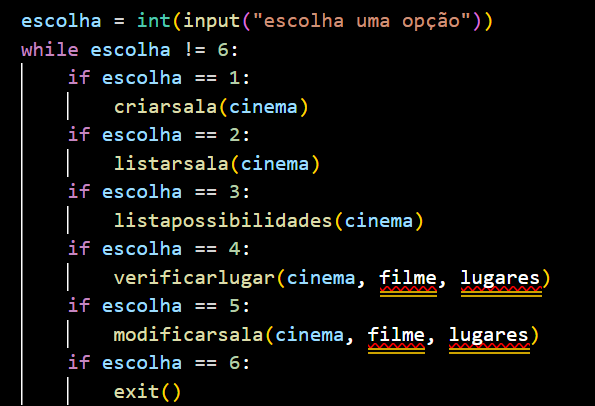 escolha = int(input("escolha uma opção"))
while escolha != 6:
    if escolha == 1:
        criarsala(cinema)
    if escolha == 2:
        listarsala(cinema)
    if escolha == 3:
        listapossibilidades(cinema)
    if escolha == 4:
        verificarlugar(cinema, filme, lugares)
    if escolha == 5:
        modificarsala(cinema, filme, lugares)
    if escolha == 6:
        exit()